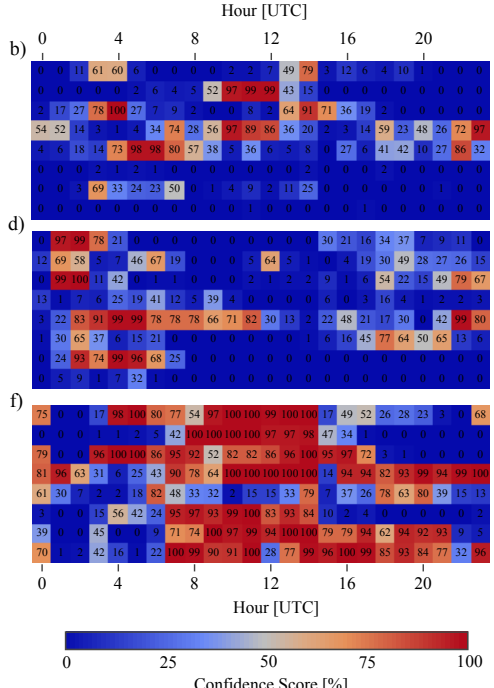 Hour [UTC]
0 4 8 12 16 20
b)
0 0 11 61 60 6 0 0 0 0 2 2 7 49 79 3 12 6 4 10 1 0 0 0
0 0 0 0 0 2 6 4 5 52 97 99 99 43 15 0 0 0 0 0 0 0 0 0
2 17 27 78 100 27 7 9 2 0 0 8 2 64 91 71 36 19 2 0 0 0 0 0
54 52 14 3 1 4 34 74 28 56 97 89 86 36 20 2 3 14 59 23 48 26 72 97
4 6 18 14 73 98 98 80 57 38 5 36 6 5 8 0 27 6 41 42 10 27 86 32
0 0 0 2 1 2 0 0 0 0 0 2 1 0 0 0 0 0 0 0 0 0 0 0
0 0 3 69 33 24 23 50 0 1 4 9 2 11 25 0 0 0 0 0 0 0 0 0
0 0 0 0 0 0 0 0 0 0 0 0 0 0 0 0 0 1 0 0 0 0 0 0
d)
0 97 99 78 21 0 0 0 0 0 0 0 0 0 0 30 21 16 34 37 7 9 11 0
12 69 58 5 7 46 67 19 0 0 1 5 64 5 1 0 4 19 30 49 28 27 26 15
0 99 100 11 42 0 0 1 0 2 1 2 2 9 1 1 2 2 54 22 15 49 79 67
13 1 7 6 25 19 41 12 5 39 4 0 0 0 0 6 0 3 16 4 1 2 2 3
3 22 83 91 99 99 78 78 78 66 71 82 30 13 2 22 48 21 17 30 0 42 99 80
1 30 65 37 6 15 21 0 0 0 0 0 0 0 0 6 16 45 77 64 50 65 13 6
0 24 93 74 99 96 68 25 0 0 0 0 0 0 0 0 0 0 0 0 0 0 0 0
0 5 9 1 7 32 1 0 0 0 0 0 0 0 0 0 0 0 0 0 0 0 0 0
f)
75 0 0 17 98 100 80 77 54 97 100 100 99 100 100 17 49 52 26 28 23 3 0 68
0 0 0 1 1 2 5 42 100 100 100 100 97 97 98 47 34 1 0 0 0 0 0 0
79 0 0 96 100 100 86 95 92 52 82 82 86 96 100 95 97 72 3 1 0 0 0 0
81 96 63 31 6 25 43 90 78 64 100 100 100 100 100 14 94 94 82 93 99 94 99 100
61 30 7 2 2 18 82 48 33 32 2 15 15 33 79 7 37 26 78 63 80 39 15 13
3 0 0 5 56 42 24 95 97 93 99 100 83 93 84 10 2 4 0 0 0 0 0 2
39 0 0 45 0 0 9 71 74 100 97 99 94 100 100 79 79 94 62 94 92 93 9 5
70 1 2 42 16 1 22 100 99 90 91 100 28 77 99 96 100 99 85 93 84 77 32 96
0 4 8 12 16 20
Hour [UTC]
0 25 50 75 100
Confidence Score [%]